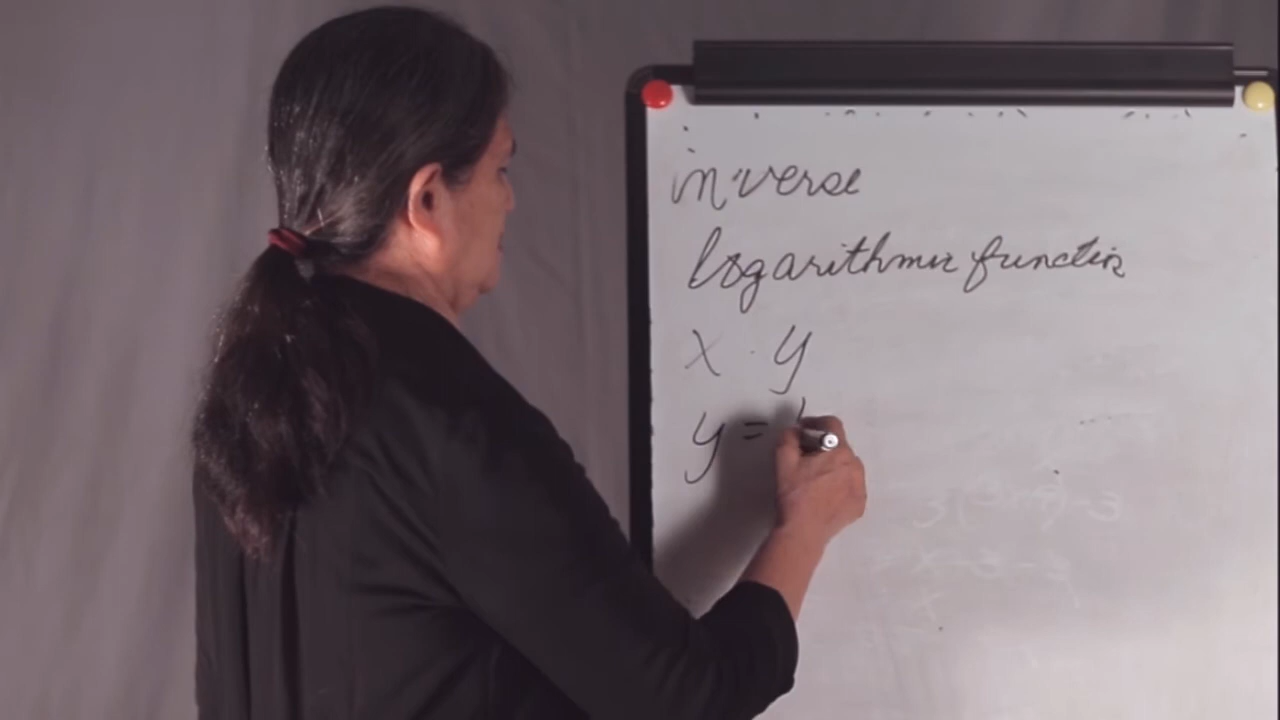 inverse
logarithmic function
x y
y =